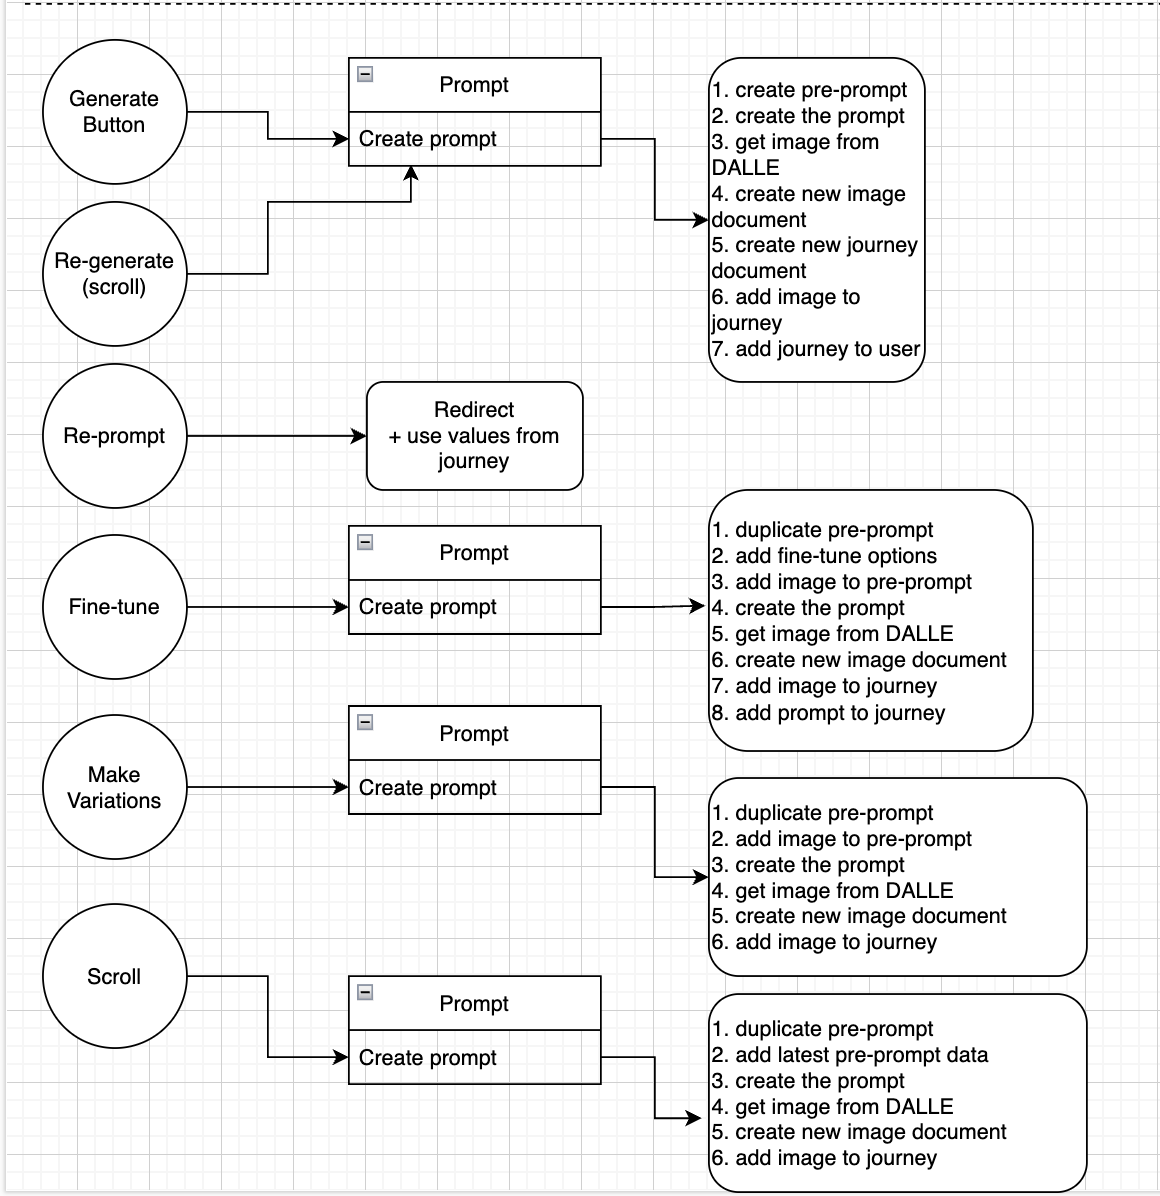 Generate
Button
Prompt
Create prompt
1. create pre-prompt
2. create the prompt
3. get image from
DALLE
4. create new image
document
5. create new journey
document
6. add image to
journey
7. add journey to user
Re-generate
(scroll)
Re-prompt
Redirect
+ use values from
journey
Fine-tune
Prompt
Create prompt
1. duplicate pre-prompt
2. add fine-tune options
3. add image to pre-prompt
4. create the prompt
5. get image from DALLE
6. create new image document
7. add image to journey
8. add prompt to journey
Make
Variations
Prompt
Create prompt
1. duplicate pre-prompt
2. add image to pre-prompt
3. create the prompt
4. get image from DALLE
5. create new image document
6. add image to journey
Scroll
Prompt
Create prompt
1. duplicate pre-prompt
2. add latest pre-prompt data
3. create the prompt
4. get image from DALLE
5. create new image document
6. add image to journey